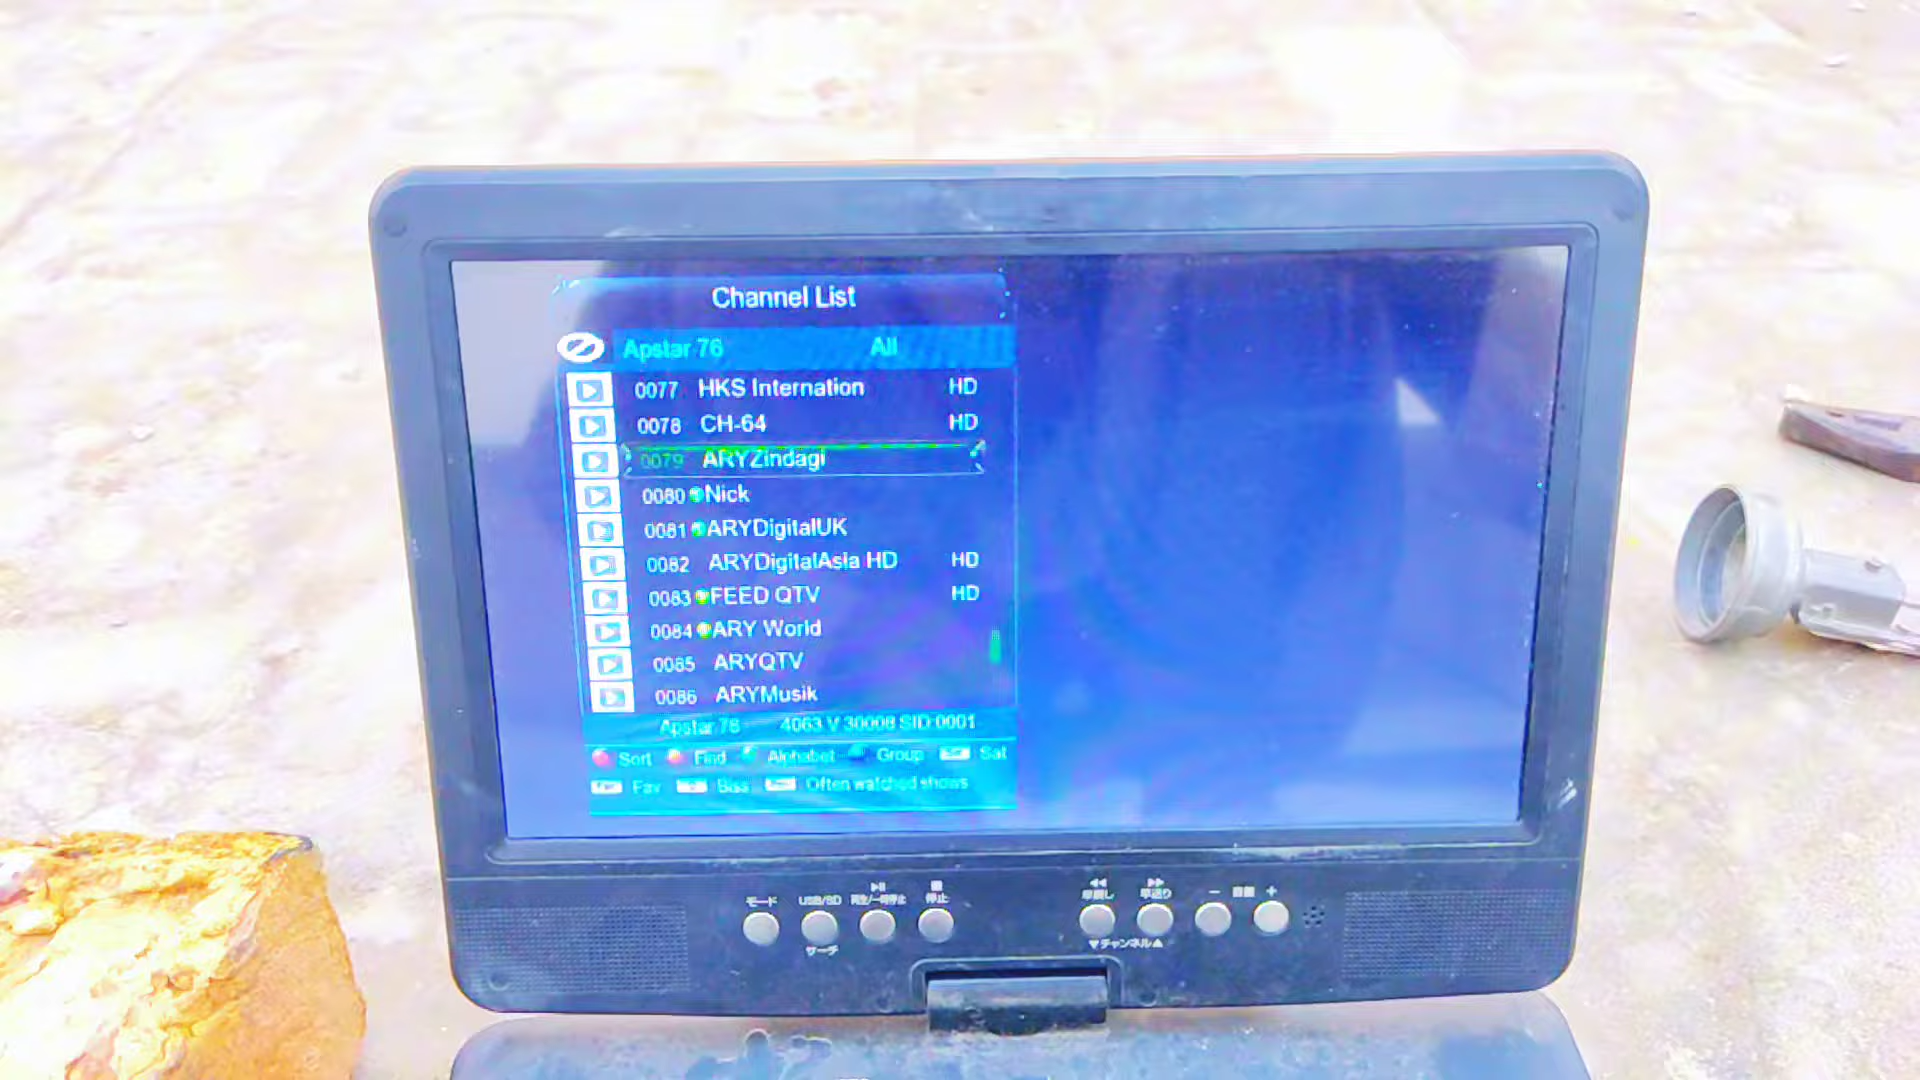 Channel List
Apstar 76 All
0077 HKS Internation HD
0078 CH-64 HD
0079 ARYZindagi
0080 Nick
0081 ARYDigitalUK
0082 ARYDigitalAsia HD HD
0083 FEED QTV HD
0084 ARY World
0085 ARYQTV
0086 ARYMusik
Apstar 76 4063 V 30008 SID:0001
Sort Find Alphabet Group Sat
Fav Biss Often watched shows
モード USB/SD 再生/一時停止 停止 早戻し 早送り - 音量 +
サーチ ▼チャンネル▲